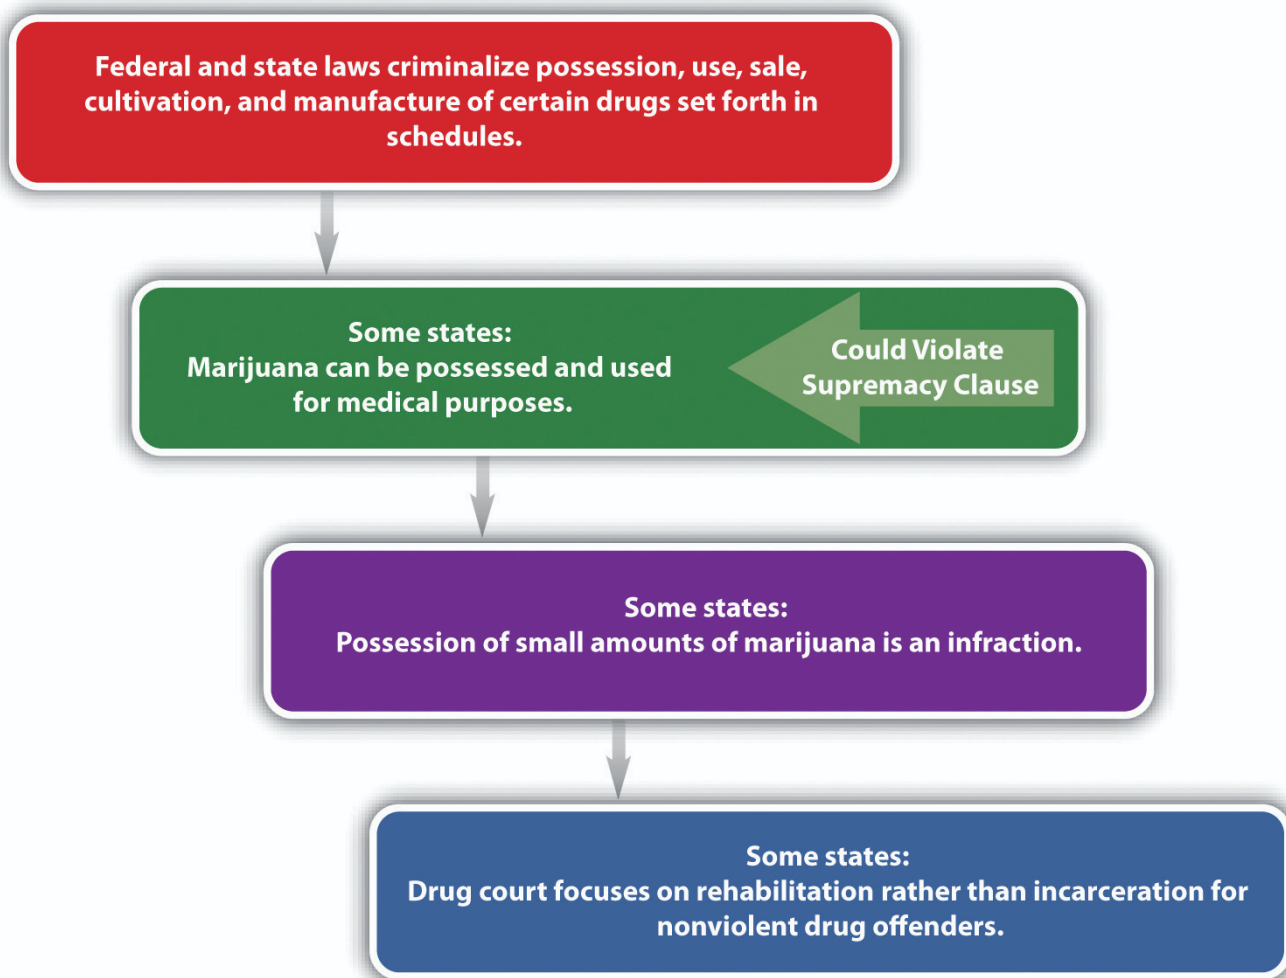 Federal and state laws criminalize possession, use, sale,
cultivation, and manufacture of certain drugs set forth in
schedules.
Some states:
Marijuana can be possessed and used
for medical purposes.
Could Violate
Supremacy Clause
Some states:
Possession of small amounts of marijuana is an infraction.
Some states:
Drug court focuses on rehabilitation rather than incarceration for
nonviolent drug offenders.